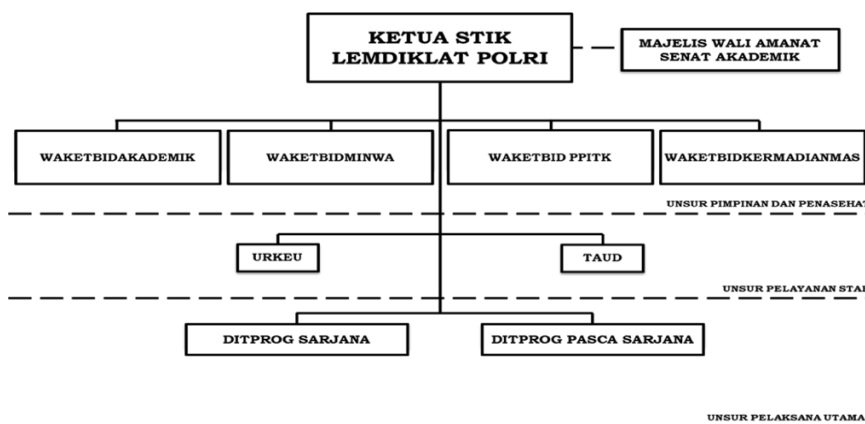 KETUA STIK
LEMDIKLAT POLRI
MAJELIS WALI AMANAT
SENAT AKADEMIK
WAKETBIDAKADEMIK
WAKETBIDMINWA
WAKETBID PPITK
WAKETBIDKERMADIANMAS
UNSUR PIMPINAN DAN PENASEHAT
URKEU
TAUD
UNSUR PELAYANAN STAF
DITPROG SARJANA
DITPROG PASCA SARJANA
UNSUR PELAKSANA UTAMA